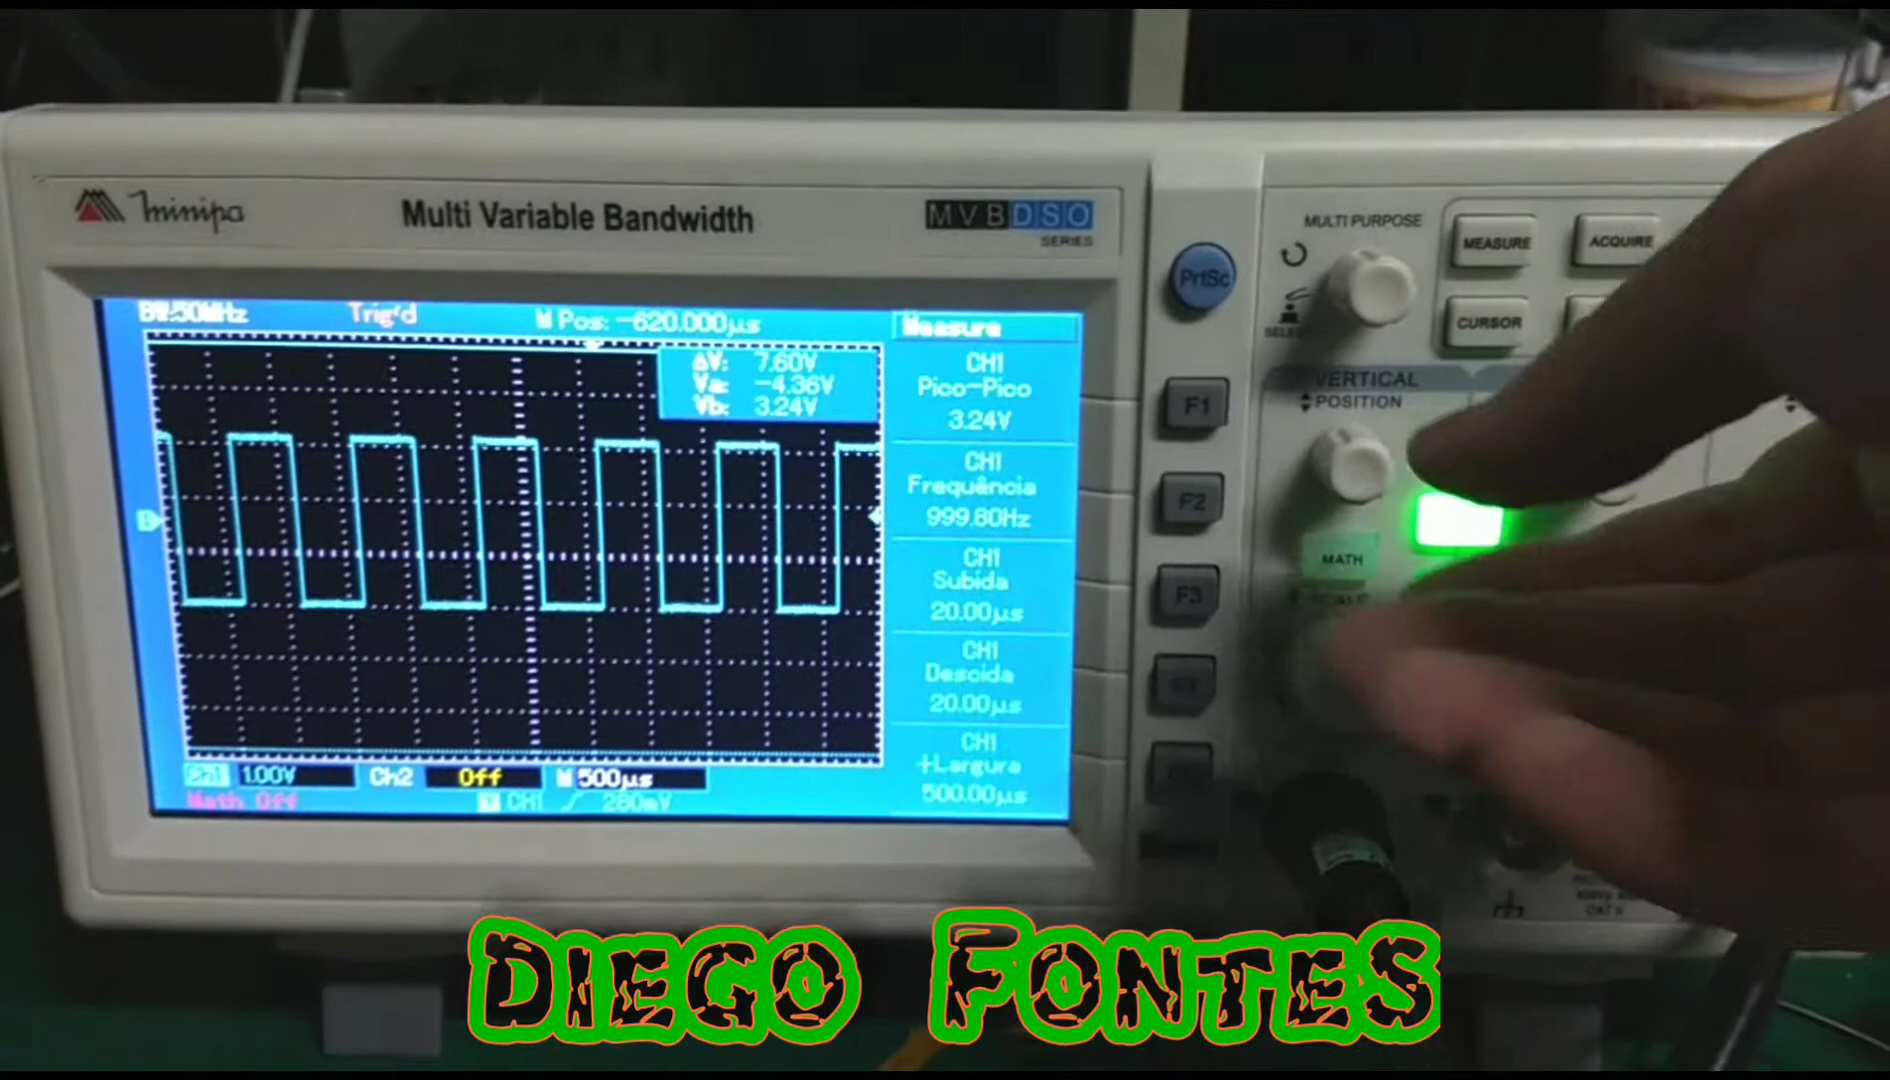 minipa
Multi Variable Bandwidth
MVBDSO
SERIES
BW:50MHz
Trig'd
M Pos: -620.000µs
ΔV: 7.60V
Va: -4.36V
Vb: 3.24V
Measure
CH1
Pico-Pico
3.24V
CH1
Frequência
999.80Hz
CH1
Subida
20.00µs
CH1
Descida
20.00µs
CH1
+Largura
500.00µs
Ch1 1.00V Ch2 Off M 500µs
Math Off
CH1 280mV
PrtSc
F1
F2
F3
MULTI PURPOSE
SELECT
MEASURE
ACQUIRE
CURSOR
VERTICAL
POSITION
MATH
DIEGO FONTES